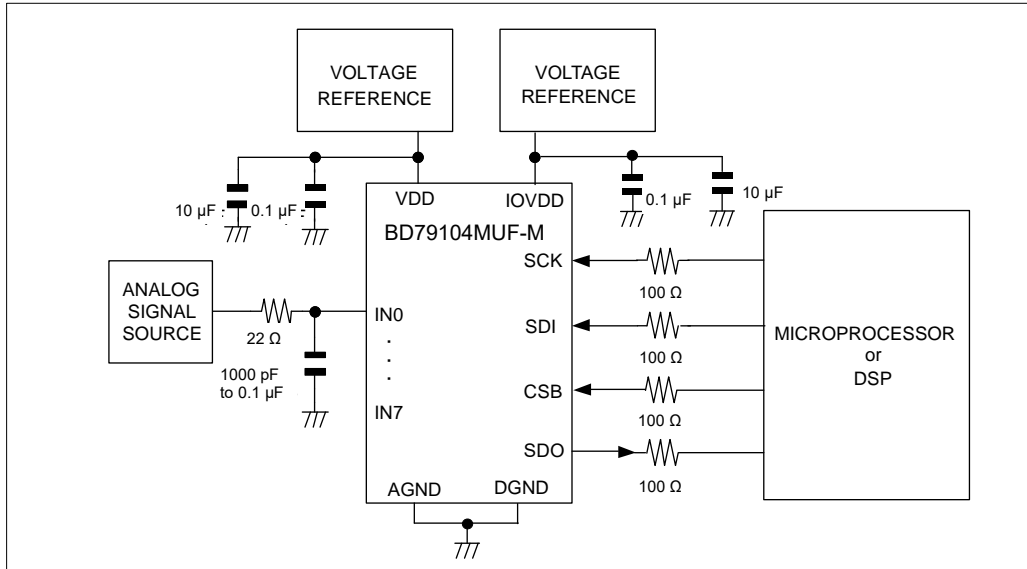 VOLTAGE
REFERENCE
VOLTAGE
REFERENCE
10 µF
0.1 µF
VDD
IOVDD
0.1 µF
10 µF
BD79104MUF-M
SCK
100 Ω
ANALOG
SIGNAL
SOURCE
22 Ω
IN0
.
.
.
.
1000 pF
to 0.1 µF
IN7
SDI
100 Ω
MICROPROCESSOR
or
DSP
CSB
100 Ω
SDO
100 Ω
AGND
DGND